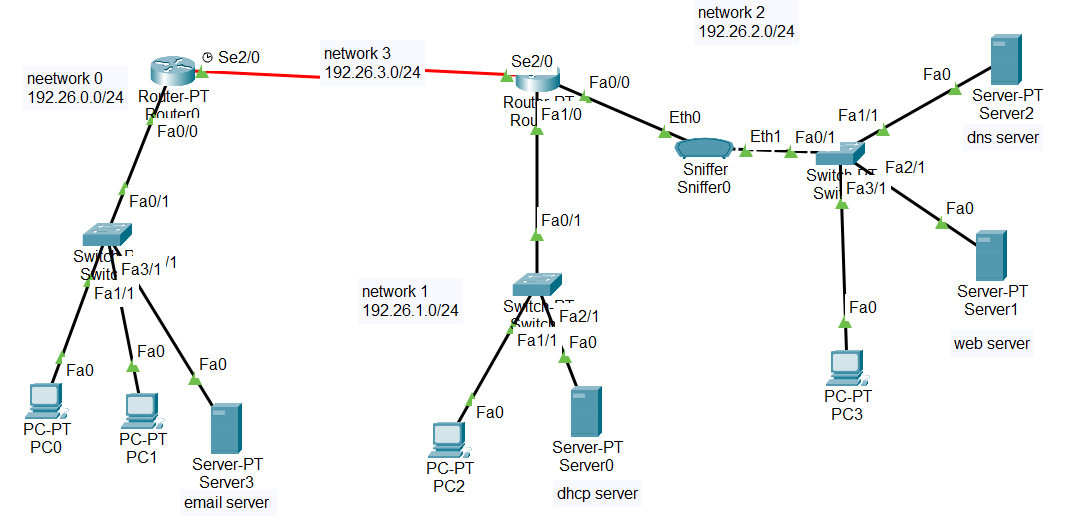 network 2
192.26.2.0/24
network 3
192.26.3.0/24
neetwork 0
192.26.0.0/24
Se2/0
Router-PT
Router0
Fa0/0
Se2/0
Fa0/0
Fa1/0
Eth0
Sniffer
Sniffer0
Eth1
Fa0/1
Fa1/1
Fa2/1
Fa3/1
Fa0
Server-PT
Server2
dns server
Fa0
Server-PT
Server1
web server
Fa0
PC-PT
PC3
Fa0/1
Fa3/1
/1
Fa1/1
Fa0
PC-PT
PC0
Fa0
PC-PT
PC1
Fa0
Server-PT
Server3
email server
network 1
192.26.1.0/24
Fa0/1
Fa2/1
Fa1/1
Fa0
PC-PT
PC2
Fa0
Server-PT
Server0
dhcp server